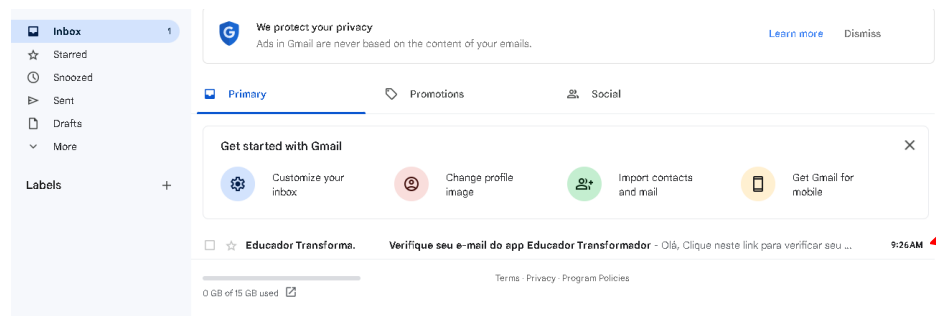 Inbox 1
Starred
Snoozed
Sent
Drafts
More
Labels
We protect your privacy
Ads in Gmail are never based on the content of your emails.
Learn more Dismiss
Primary Promotions Social
Get started with Gmail
Customize your
inbox
Change profile
image
Import contacts
and mail
Get Gmail for
mobile
Educador Transforma. Verifique seu e-mail do app Educador Transformador - Olá, Clique neste link para verificar seu ... 9:26 AM
0 GB of 15 GB used
Terms · Privacy · Program Policies